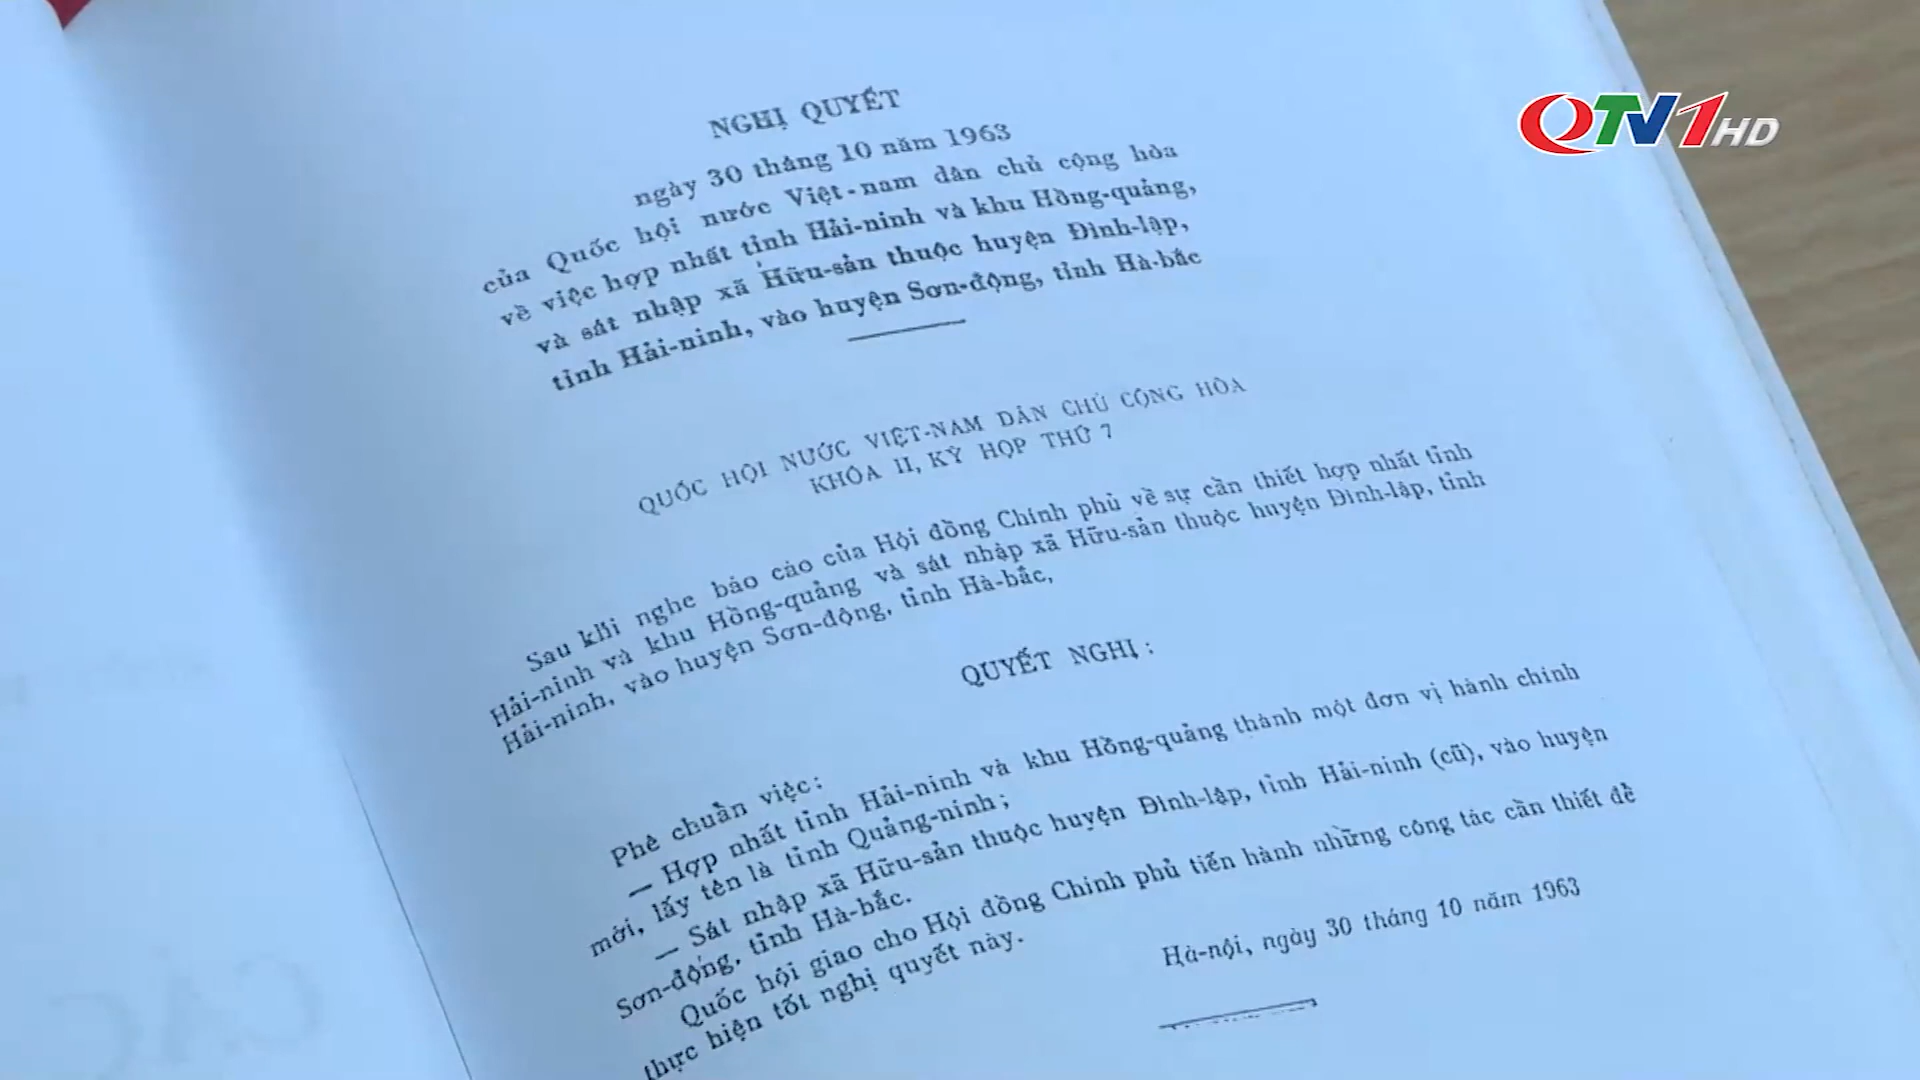 QTV1HD
NGHỊ QUYẾT
ngày 30 tháng 10 năm 1963
của Quốc hội nước Việt-nam dân chủ cộng hòa
về việc hợp nhất tỉnh Hải-ninh và khu Hồng-quảng,
và sát nhập xã Hữu-sản thuộc huyện Đình-lập,
tỉnh Hải-ninh, vào huyện Sơn-động, tỉnh Hà-bắc
QUỐC HỘI NƯỚC VIỆT-NAM DÂN CHỦ CỘNG HÒA
KHÓA II, KỲ HỌP THỨ 7
Sau khi nghe báo cáo của Hội đồng Chính phủ về sự cần thiết hợp nhất tỉnh
Hải-ninh và khu Hồng-quảng và sát nhập xã Hữu-sản thuộc huyện Đình-lập, tỉnh
Hải-ninh, vào huyện Sơn-động, tỉnh Hà-bắc,
QUYẾT NGHỊ:
Phê chuẩn việc:
— Hợp nhất tỉnh Hải-ninh và khu Hồng-quảng thành một đơn vị hành chính
mới, lấy tên là tỉnh Quảng-ninh;
— Sát nhập xã Hữu-sản thuộc huyện Đình-lập, tỉnh Hải-ninh (cũ), vào huyện
Sơn-động, tỉnh Hà-bắc.
Quốc hội giao cho Hội đồng Chính phủ tiến hành những công tác cần thiết để
thực hiện tốt nghị quyết này.
Hà-nội, ngày 30 tháng 10 năm 1963